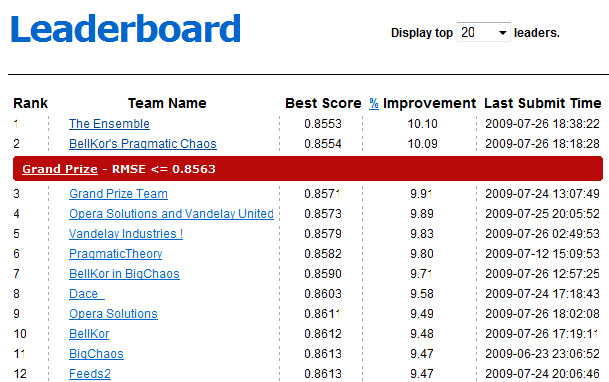 Leaderboard
Display top 20 leaders.
Rank Team Name Best Score % Improvement Last Submit Time
1 The Ensemble 0.8553 10.10 2009-07-26 18:38:22
2 BellKor's Pragmatic Chaos 0.8554 10.09 2009-07-26 18:18:28
Grand Prize - RMSE <= 0.8563
3 Grand Prize Team 0.8571 9.91 2009-07-24 13:07:49
4 Opera Solutions and Vandelay United 0.8573 9.89 2009-07-25 20:05:52
5 Vandelay Industries ! 0.8579 9.83 2009-07-26 02:49:53
6 PragmaticTheory 0.8582 9.80 2009-07-12 15:09:53
7 BellKor in BigChaos 0.8590 9.71 2009-07-26 12:57:25
8 Dace_ 0.8603 9.58 2009-07-24 17:18:43
9 Opera Solutions 0.8611 9.49 2009-07-26 18:02:08
10 BellKor 0.8612 9.48 2009-07-26 17:19:11
11 BigChaos 0.8613 9.47 2009-06-23 23:06:52
12 Feeds2 0.8613 9.47 2009-07-24 20:06:46